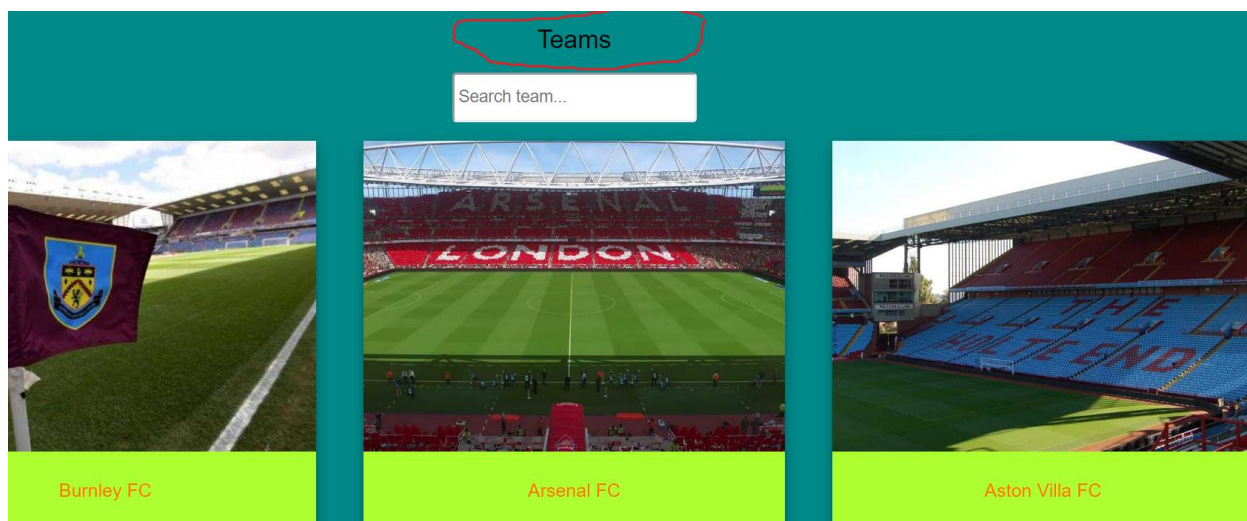 Teams
Search team...
ARSENAL
LONDON
THE
HOLTE END
Burnley FC
Arsenal FC
Aston Villa FC